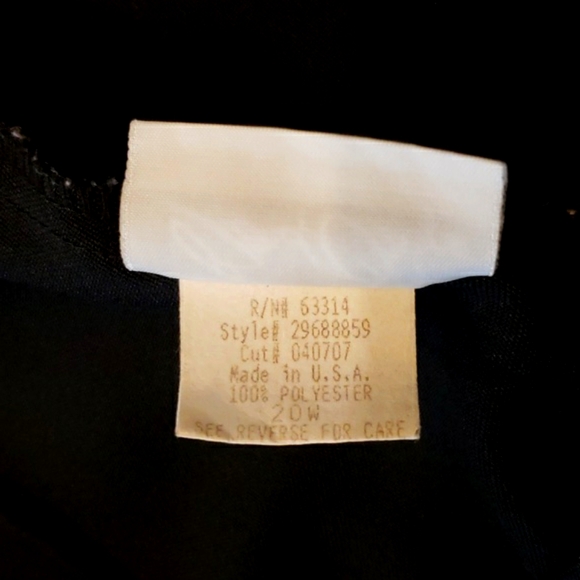 R/N# 63314
Style# 29688859
Cut# 040707
Made in U.S.A.
100% POLYESTER
20W
SEE REVERSE FOR CARE